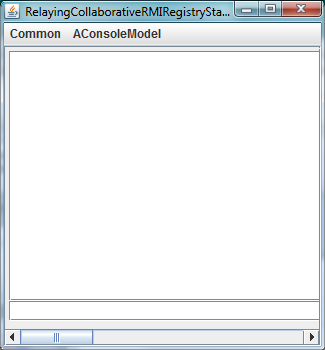 RelayingCollaborativeRMIRegistrySta...
Common AConsoleModel